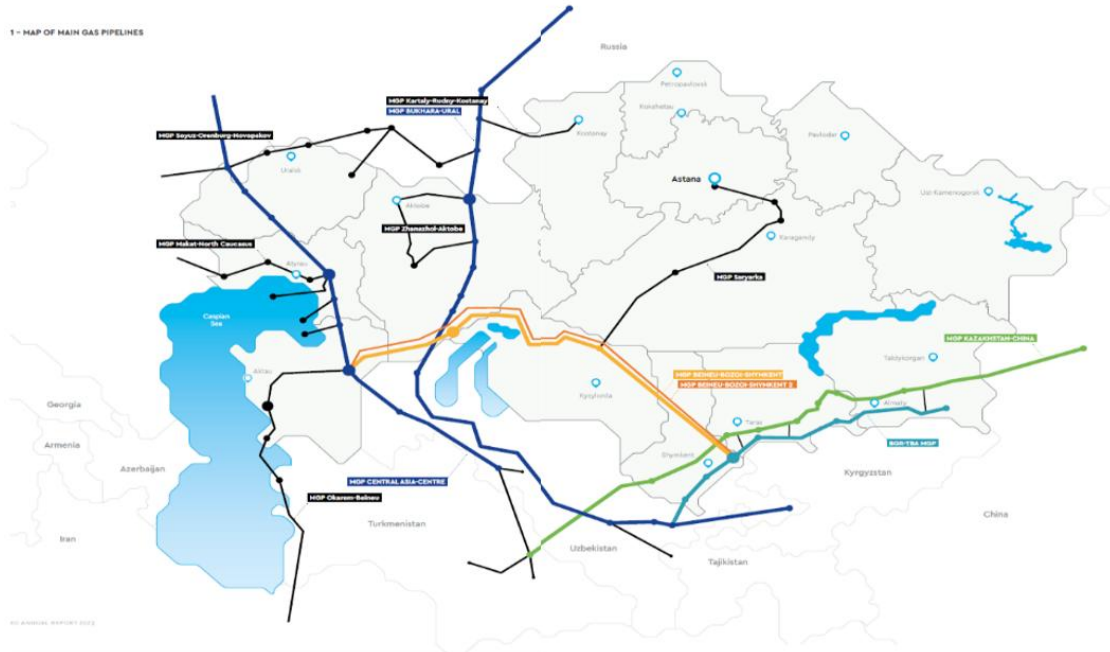 1 – MAP OF MAIN GAS PIPELINES
Russia
Petropavlovsk
Kokshetau
MGP Kartaly-Rudny-Kostanay
MGP BUKHARA-URAL
Kostanay
Pavlodar
MGP Soyus-Orenburg-Novopskov
Uralsk
Astana
Ust-Kamenogorsk
Aktobe
MGP Zhanazhol-Aktobe
Karagandy
MGP Makat-North Caucasus
Atyrau
MGP Saryarka
Caspian
Sea
MGP KAZAKHSTAN-CHINA
Taldykorgan
Aktau
MGP BEINEU-BOZOI-SHYMKENT
MGP BEINEU-BOZOI-SHYMKENT 2
Kyzylorda
Almaty
Georgia
Taraz
Armenia
BGR-TBA MGP
Shymkent
Azerbaijan
Kyrgyzstan
MGP CENTRAL ASIA-CENTRE
MGP Okarem-Beineu
Turkmenistan
China
Iran
Uzbekistan
Tajikistan
ANNUAL REPORT 2023